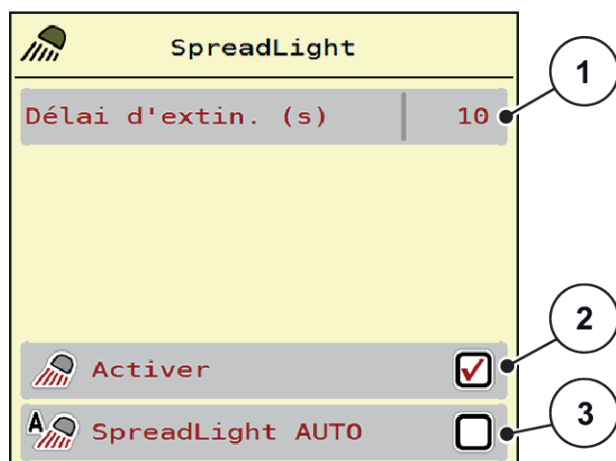 SpreadLight
Délai d'extin. (s) 10
1
Activer
2
A
SpreadLight AUTO
3